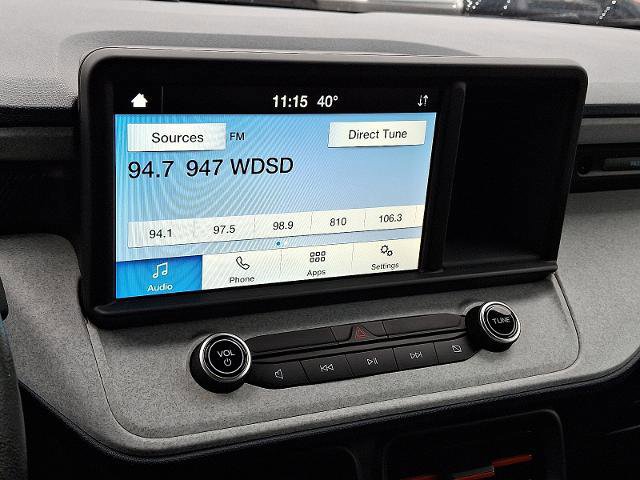 11:15 40°
Sources FM Direct Tune
94.7 947 WDSD
94.1 97.5 98.9 810 106.3
Audio Phone Apps Settings
VOL
TUNE